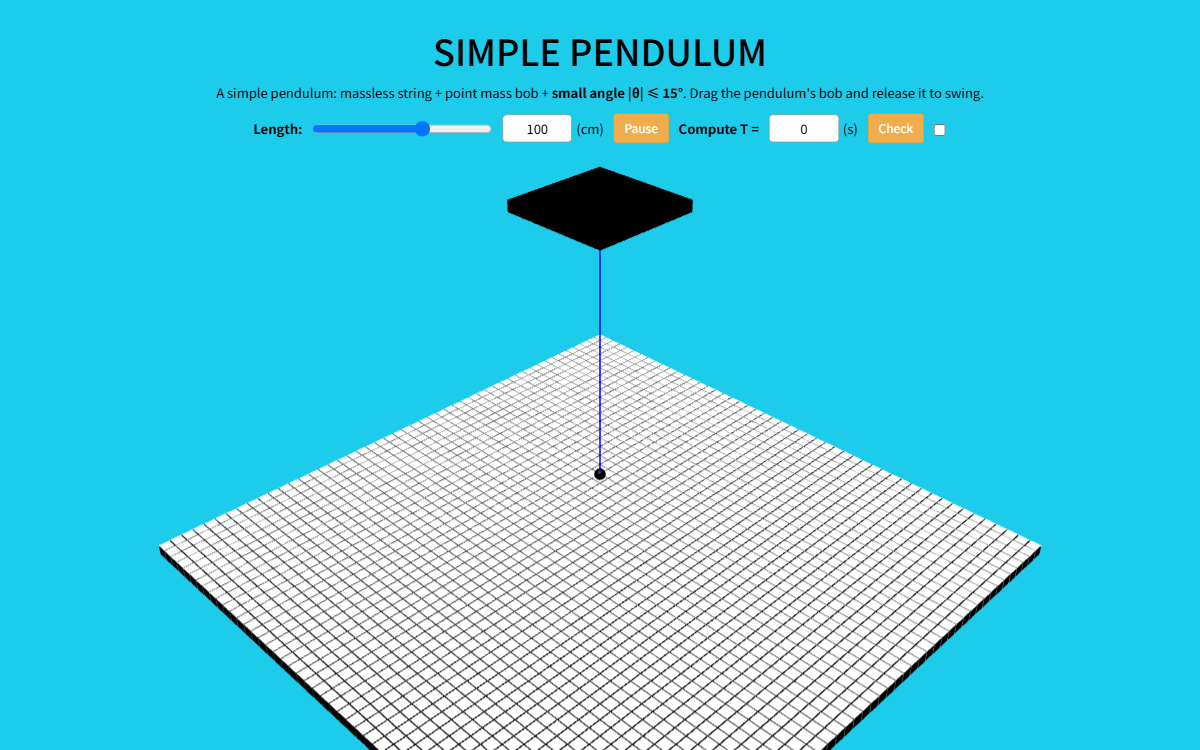 SIMPLE PENDULUM
A simple pendulum: massless string + point mass bob + small angle |θ| ⩽ 15°. Drag the pendulum's bob and release it to swing.
Length: 100 (cm) Pause Compute T = 0 (s) Check